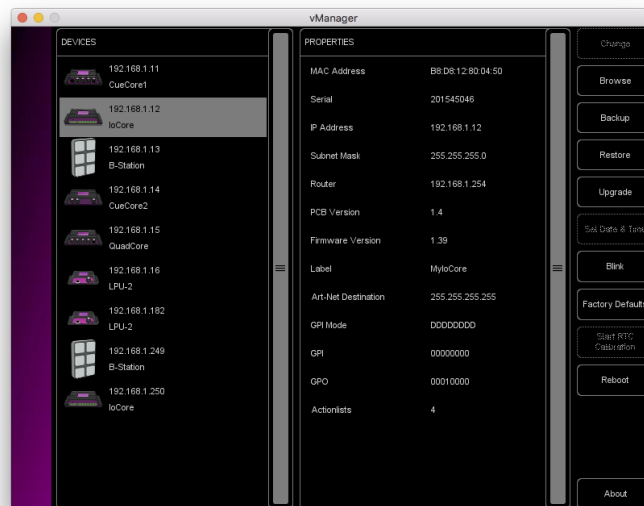 vManager
DEVICES
192.168.1.11
CueCore1
192.168.1.12
IoCore
192.168.1.13
B-Station
192.168.1.14
CueCore2
192.168.1.15
QuadCore
192.168.1.16
LPU-2
192.168.1.182
LPU-2
192.168.1.249
B-Station
192.168.1.250
IoCore
PROPERTIES
MAC Address B8:D8:12:80:04:50
Serial 201545046
IP Address 192.168.1.12
Subnet Mask 255.255.255.0
Router 192.168.1.254
PCB Version 1.4
Firmware Version 1.39
Label MyIoCore
Art-Net Destination 255.255.255.255
GPI Mode DDDDDDDD
GPI 00000000
GPO 00010000
Actionlists 4
Change
Browse
Backup
Restore
Upgrade
Set Date & Time
Blink
Factory Defaults
Start RTC
Calibration
Reboot
About